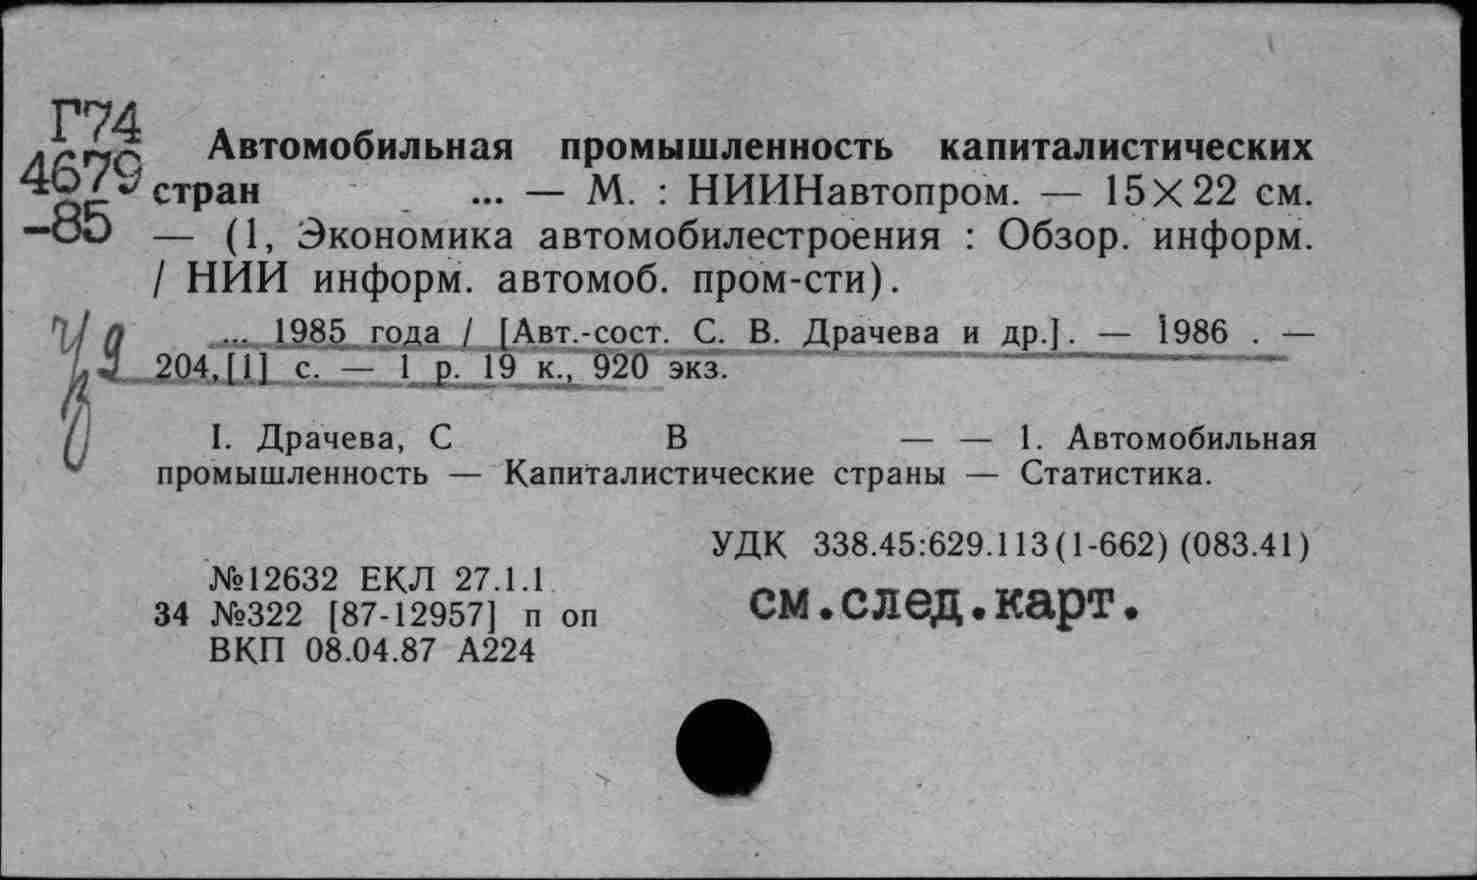 Г74
4679
-85
Автомобильная промышленность капиталистических
стран ... — М. : НИИНавтопром. — 15×22 см.
— (1, Экономика автомобилестроения : Обзор. информ.
/ НИИ информ. автомоб. пром-сти).
... 1985 года / [Авт.-сост. С. В. Драчева и др.]. — 1986 . —
204,[1] с. — 1 р. 19 к., 920 экз.
I. Драчева, С В — — 1. Автомобильная
промышленность — Капиталистические страны — Статистика.
УДК 338.45:629.113(1-662) (083.41)
№12632 ЕКЛ 27.1.1
34 №322 [87-12957] п оп
ВКП 08.04.87 А224
см.след.карт.